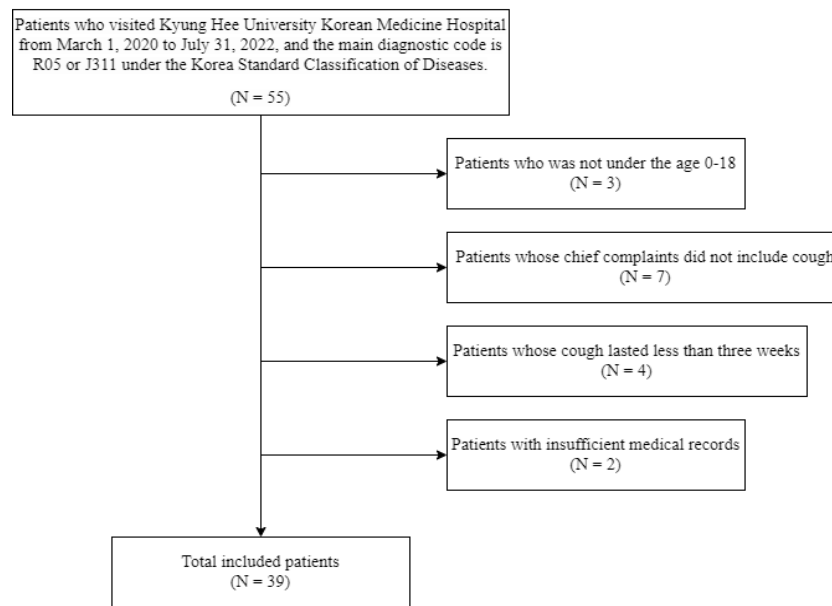 Patients who visited Kyung Hee University Korean Medicine Hospital
from March 1, 2020 to July 31, 2022, and the main diagnostic code is
R05 or J311 under the Korea Standard Classification of Diseases.
(N = 55)
Patients who was not under the age 0-18
(N = 3)
Patients whose chief complaints did not include cough
(N = 7)
Patients whose cough lasted less than three weeks
(N = 4)
Patients with insufficient medical records
(N = 2)
Total included patients
(N = 39)